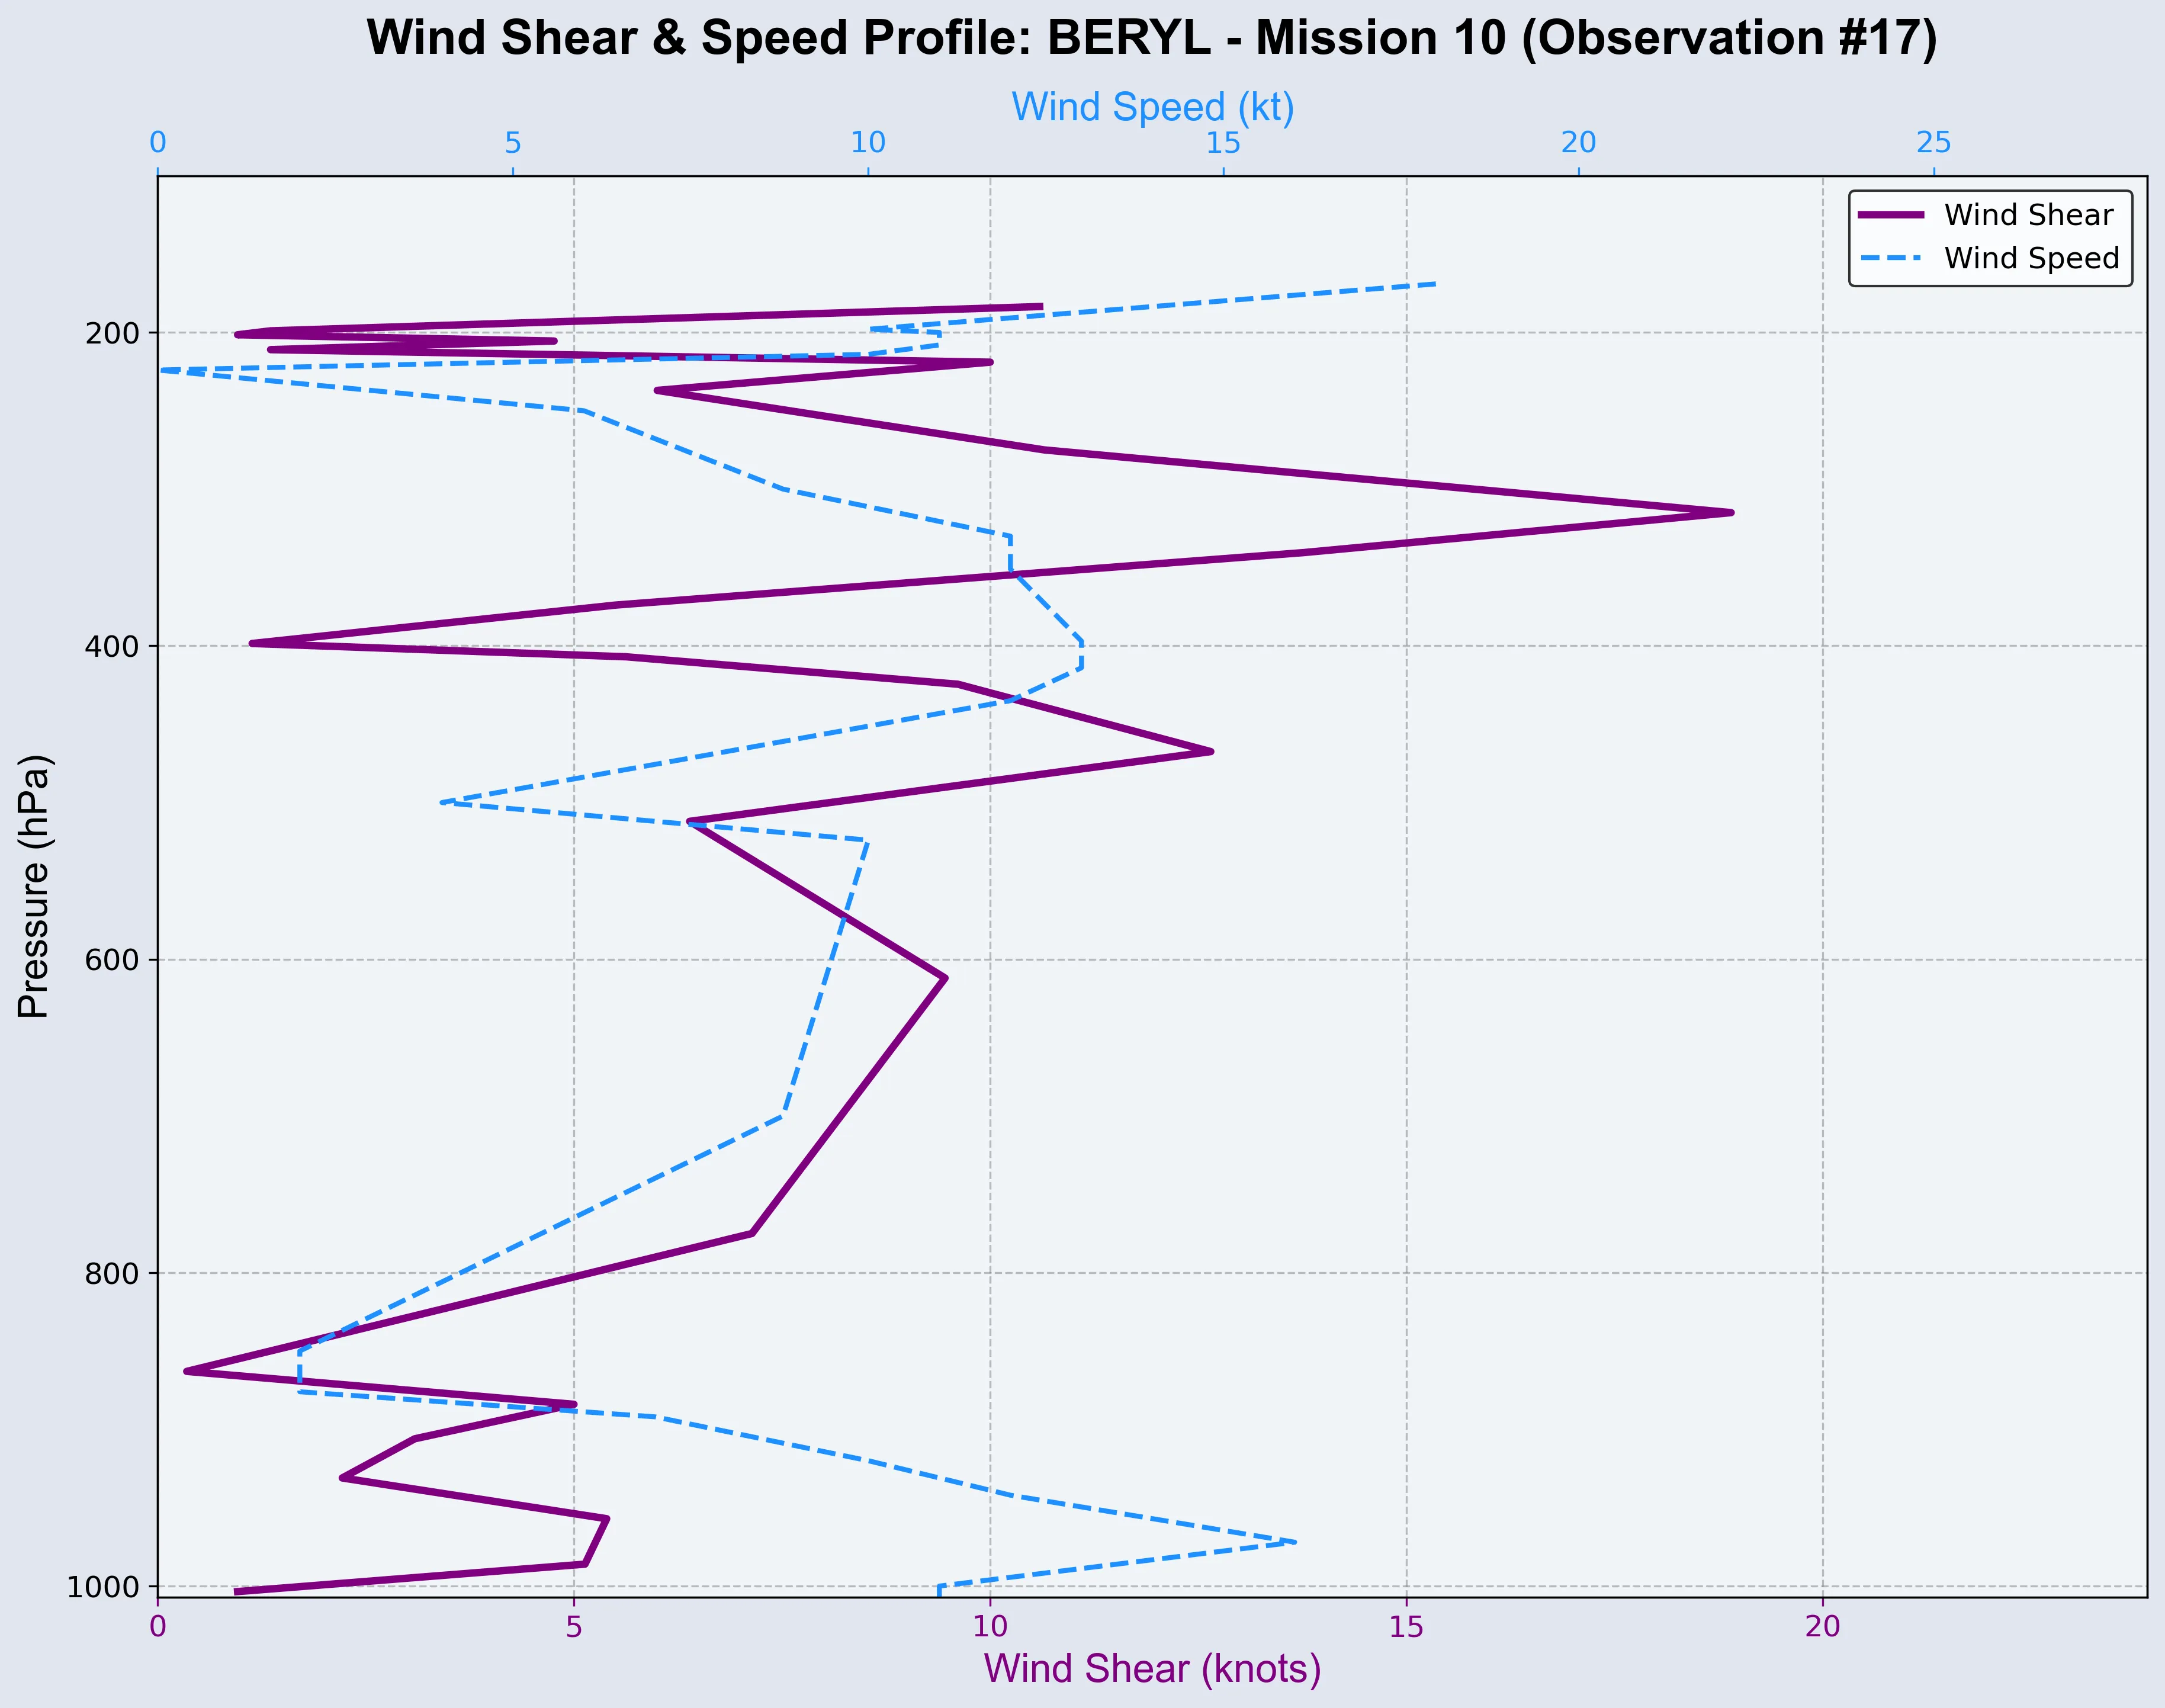 Wind Shear & Speed Profile: BERYL - Mission 10 (Observation #17)
Wind Speed (kt)
0 5 10 15 20 25
Wind Shear
Wind Speed
Pressure (hPa)
200
400
600
800
1000
0 5 10 15 20
Wind Shear (knots)